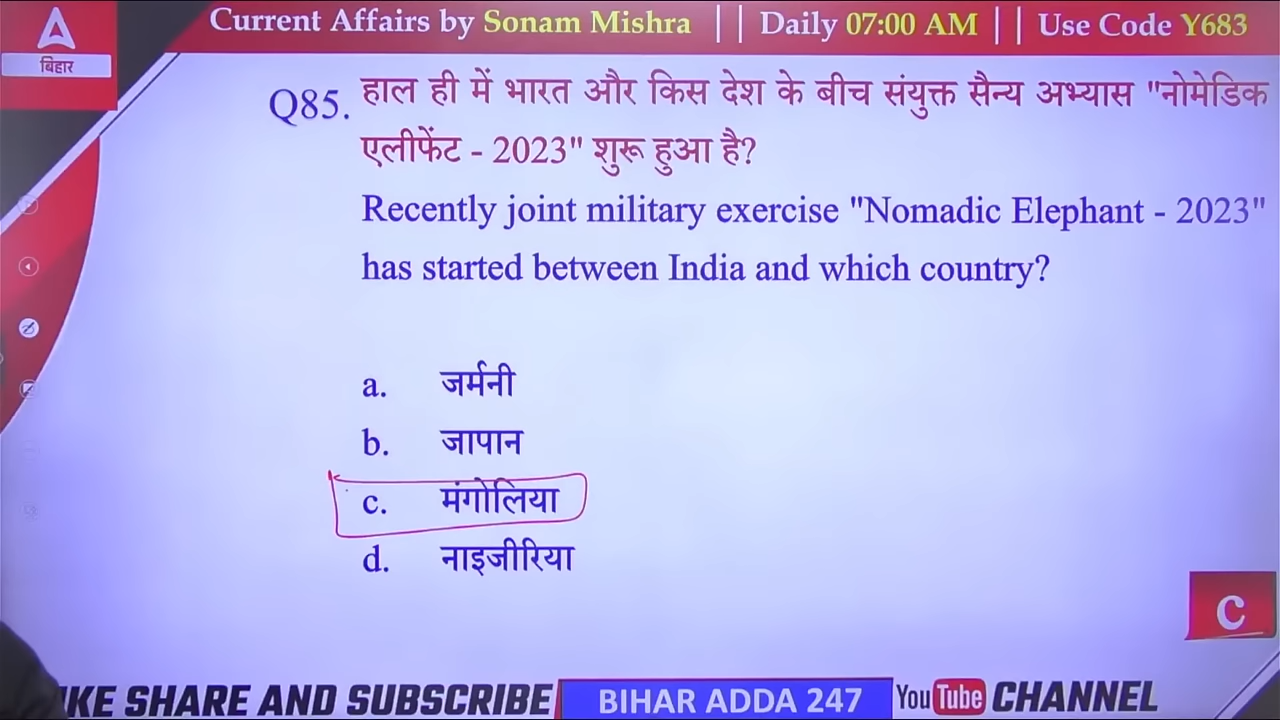 Current Affairs by Sonam Mishra || Daily 07:00 AM || Use Code Y683
बिहार
Q85. हाल ही में भारत और किस देश के बीच संयुक्त सैन्य अभ्यास "नोमेडिक
एलीफेंट - 2023" शुरू हुआ है?
Recently joint military exercise "Nomadic Elephant - 2023"
has started between India and which country?
a. जर्मनी
b. जापान
c. मंगोलिया
d. नाइजीरिया
C
IKE SHARE AND SUBSCRIBE BIHAR ADDA 247 YouTube CHANNEL